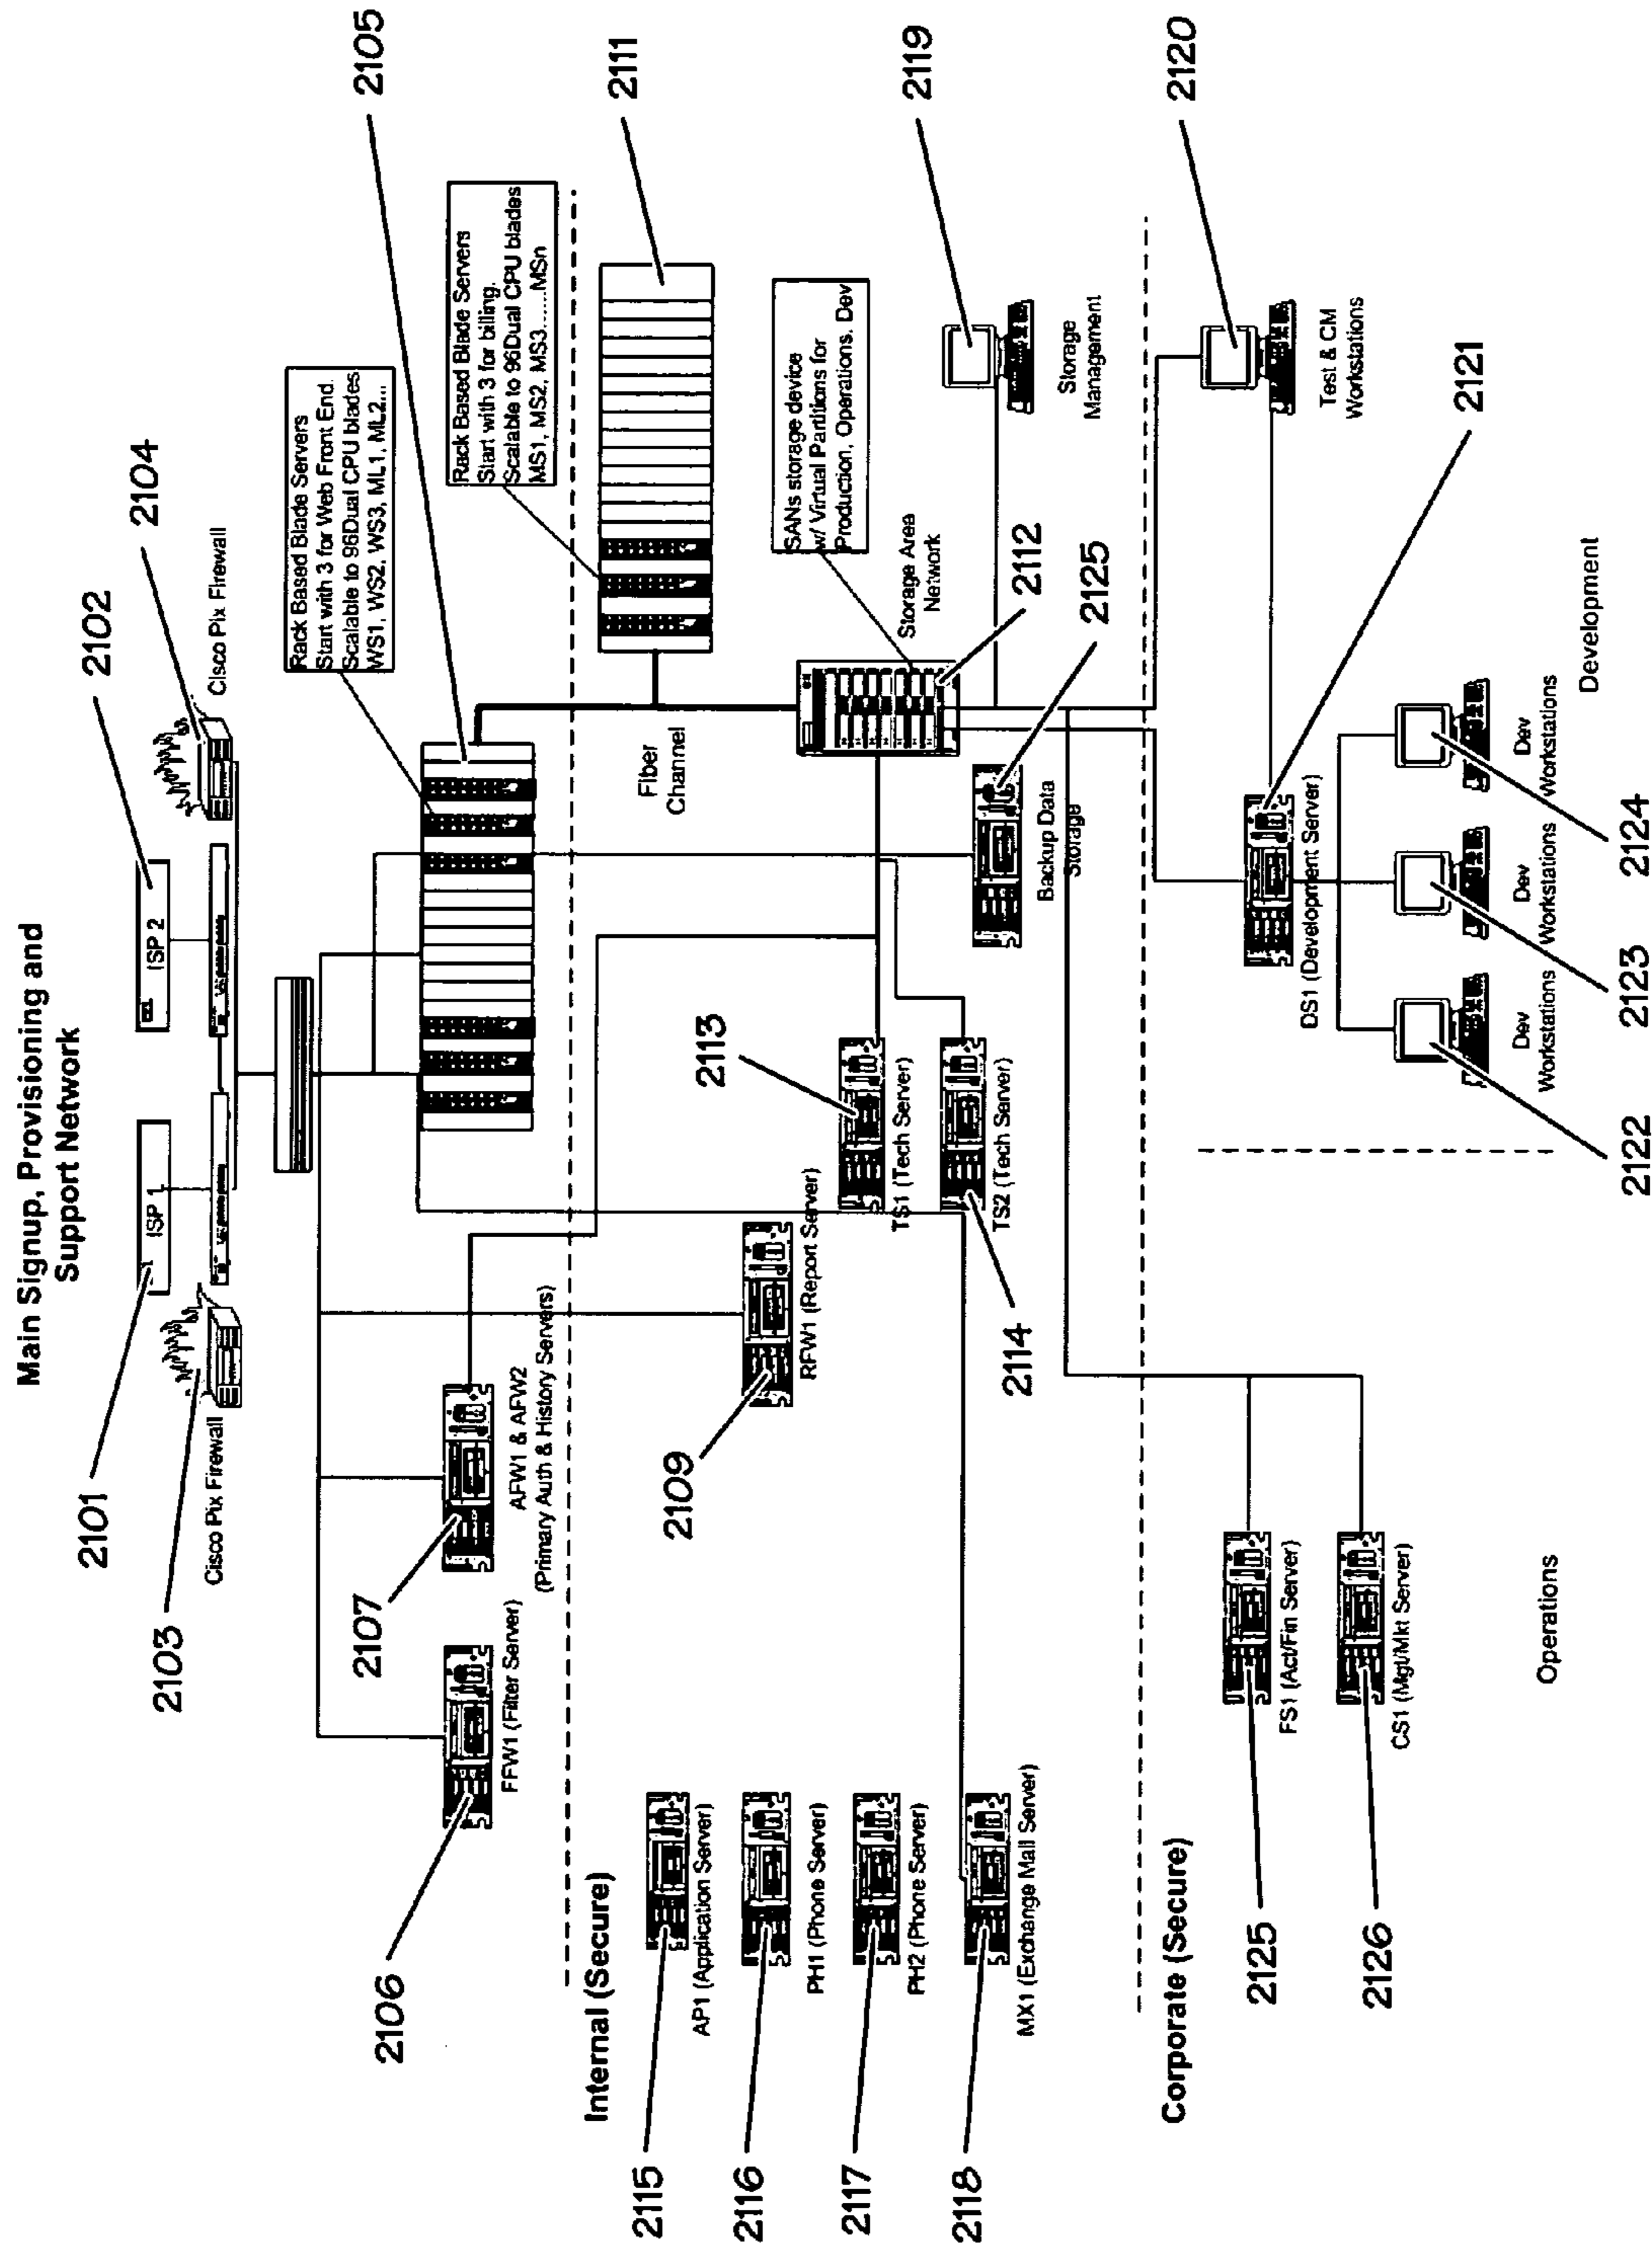 Main Signup, Provisioning and
Support Network
2101
2102
2103
2104
ISP 1
ISP 2
Cisco Pix Firewall
Cisco Pix Firewall
Rack Based Blade Servers
Start with 3 for Web Front End.
Scalable to 96Dual CPU blades
WS1, WS2, WS3, ML1, ML2...
2105
2106
FFW1 (Filter Server)
2107
AFW1 & AFW2
(Primary Auth & History Servers)
Rack Based Blade Servers
Start with 3 for billing.
Scalable to 96Dual CPU blades
MS1, MS2, MS3......MSn
2111
Internal (Secure)
Fiber
Channel
2115
AP1 (Application Server)
2116
PH1 (Phone Server)
2117
PH2 (Phone Server)
2118
MX1 (Exchange Mail Server)
2109
RFW1 (Report Server)
2113
TS1 (Tech Server)
2114
TS2 (Tech Server)
SANs storage device
w/ Virtual Partitions for
Production, Operations. Dev
Storage Area
Network
2112
2125
Backup Data
Storage
2119
Storage
Management
Corporate (Secure)
2125
FS1 (Act/Fin Server)
2126
CS1 (Mgt/Mkt Server)
Operations
2120
Test & CM
Workstations
2121
DS1 (Development Server)
Dev
Workstations
2122
Dev
Workstations
2123
Dev
Workstations
2124
Development